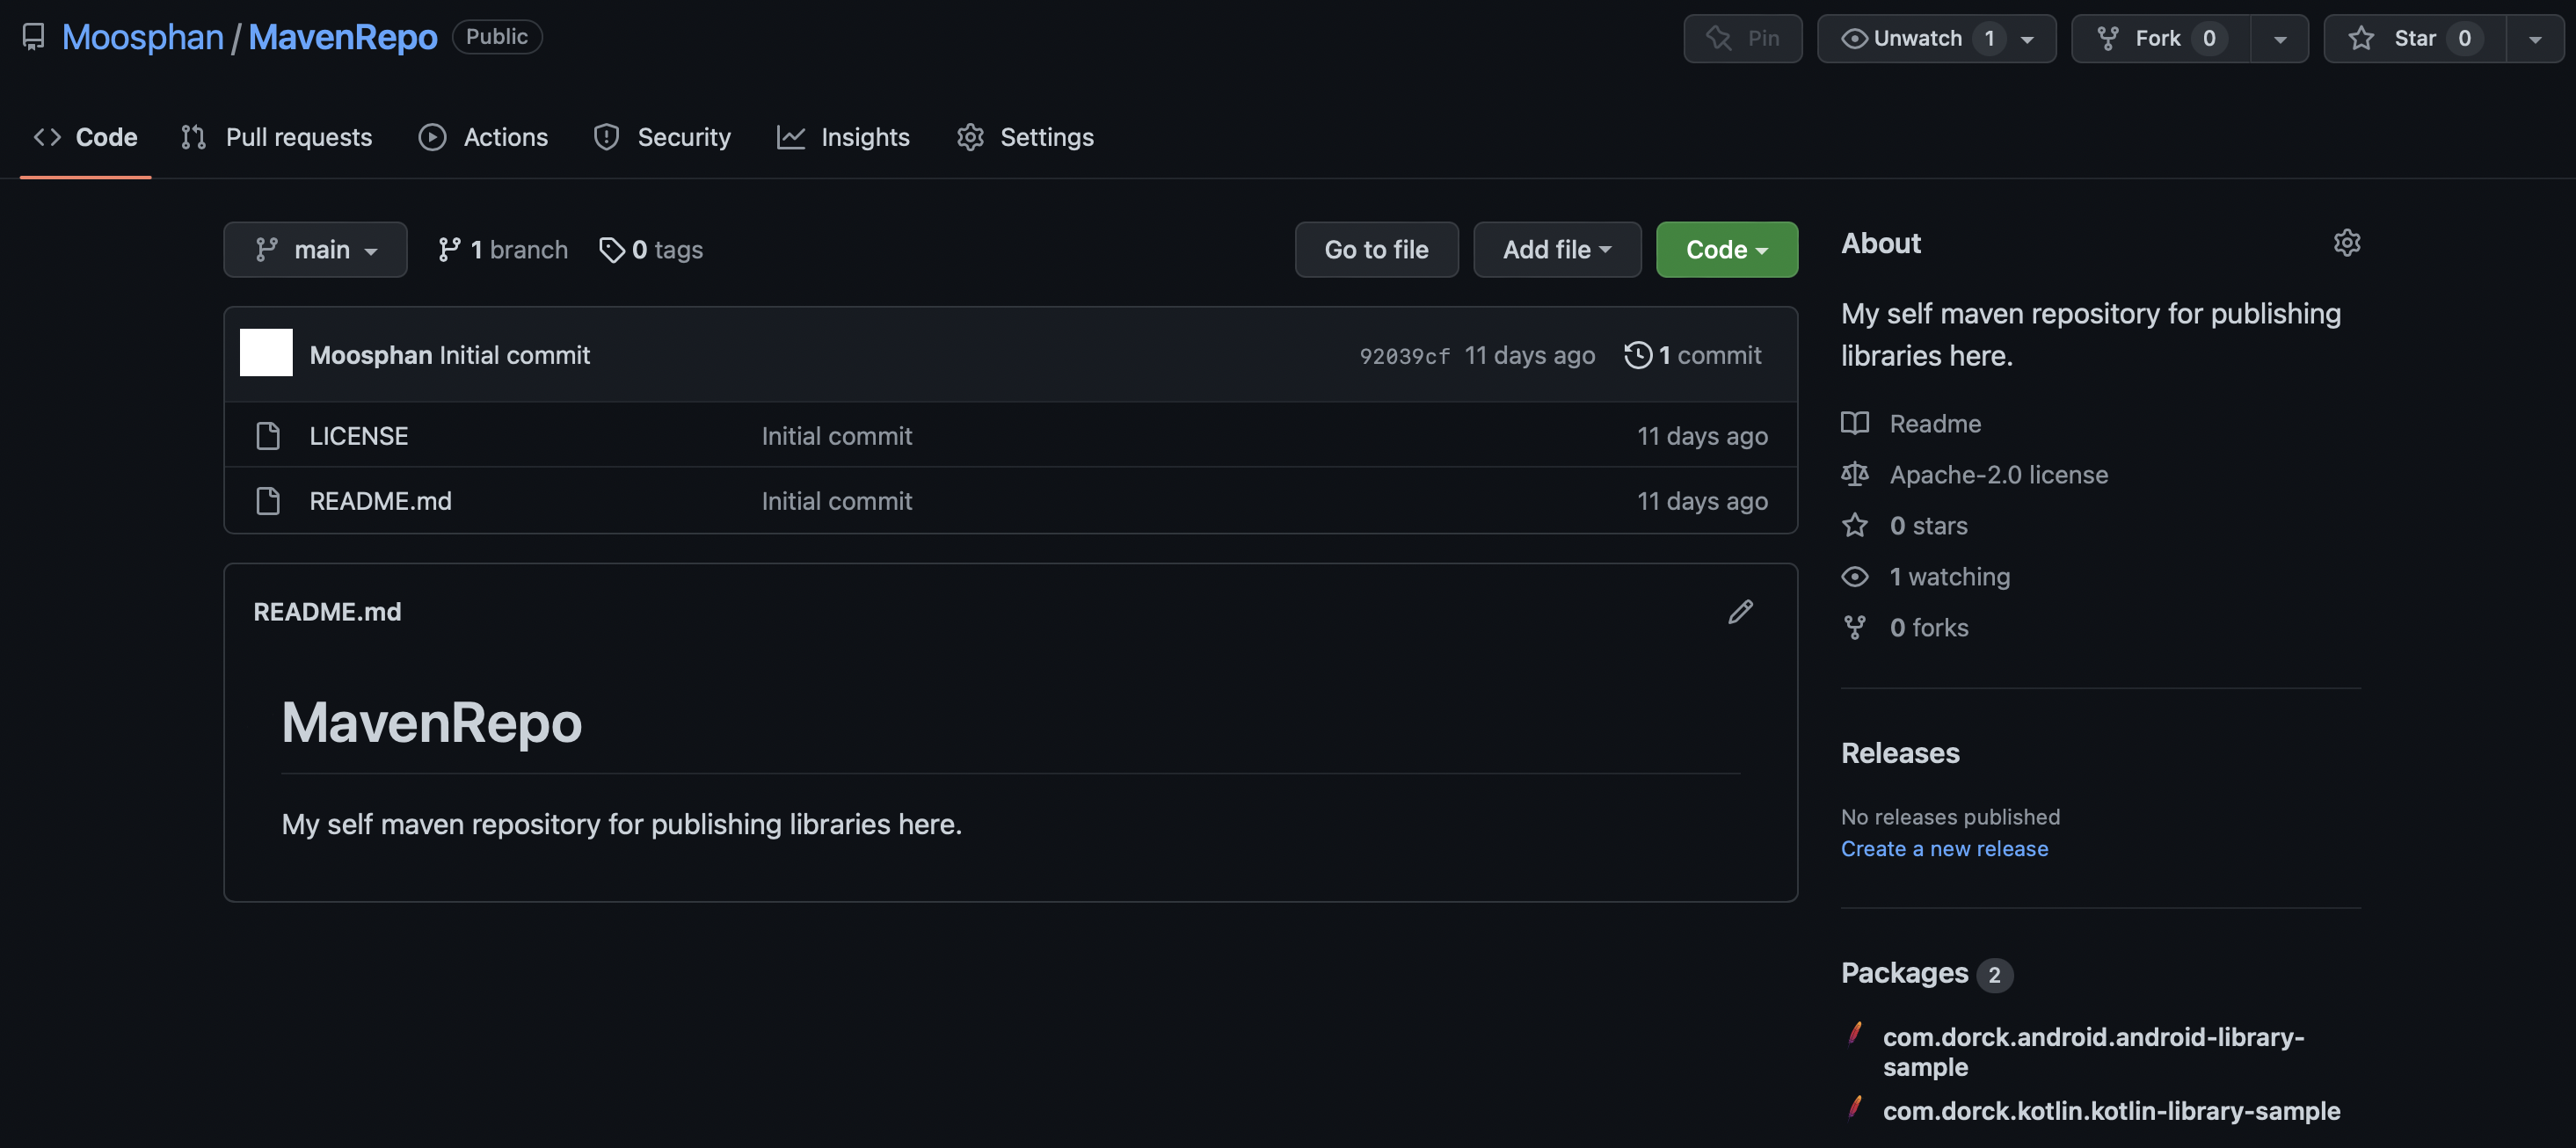 Moosphan / MavenRepo Public
Pin
Unwatch 1
Fork 0
Star 0
Code
Pull requests
Actions
Security
Insights
Settings
main
1 branch
0 tags
Go to file
Add file
Code
Moosphan Initial commit
92039cf 11 days ago
1 commit
LICENSE Initial commit 11 days ago
README.md Initial commit 11 days ago
README.md
MavenRepo
My self maven repository for publishing libraries here.
About
My self maven repository for publishing
libraries here.
Readme
Apache-2.0 license
0 stars
1 watching
0 forks
Releases
No releases published
Create a new release
Packages 2
com.dorck.android.android-library-
sample
com.dorck.kotlin.kotlin-library-sample